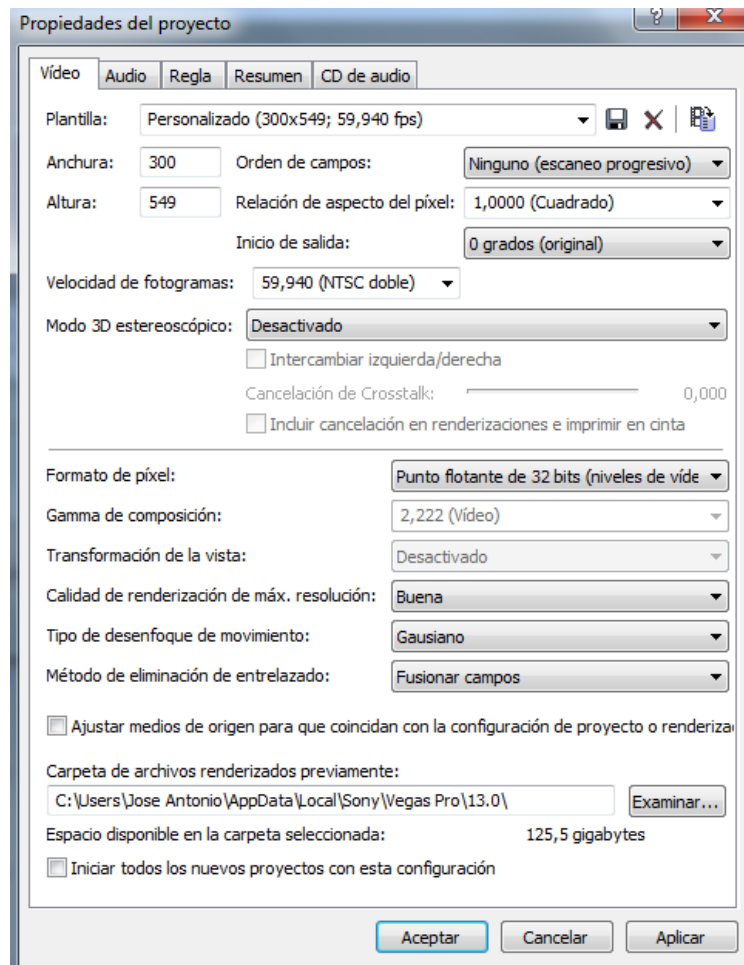 Propiedades del proyecto
Vídeo Audio Regla Resumen CD de audio
Plantilla: Personalizado (300x549; 59,940 fps)
Anchura: 300 Orden de campos: Ninguno (escaneo progresivo)
Altura: 549 Relación de aspecto del píxel: 1,0000 (Cuadrado)
Inicio de salida: 0 grados (original)
Velocidad de fotogramas: 59,940 (NTSC doble)
Modo 3D estereoscópico: Desactivado
Intercambiar izquierda/derecha
Cancelación de Crosstalk: 0,000
Incluir cancelación en renderizaciones e imprimir en cinta
Formato de píxel: Punto flotante de 32 bits (niveles de víde
Gamma de composición: 2,222 (Vídeo)
Transformación de la vista: Desactivado
Calidad de renderización de máx. resolución: Buena
Tipo de desenfoque de movimiento: Gausiano
Método de eliminación de entrelazado: Fusionar campos
Ajustar medios de origen para que coincidan con la configuración de proyecto o renderiza
Carpeta de archivos renderizados previamente:
C:\Users\Jose Antonio\AppData\Local\Sony\Vegas Pro\13.0\ Examinar...
Espacio disponible en la carpeta seleccionada: 125,5 gigabytes
Iniciar todos los nuevos proyectos con esta configuración
Aceptar Cancelar Aplicar